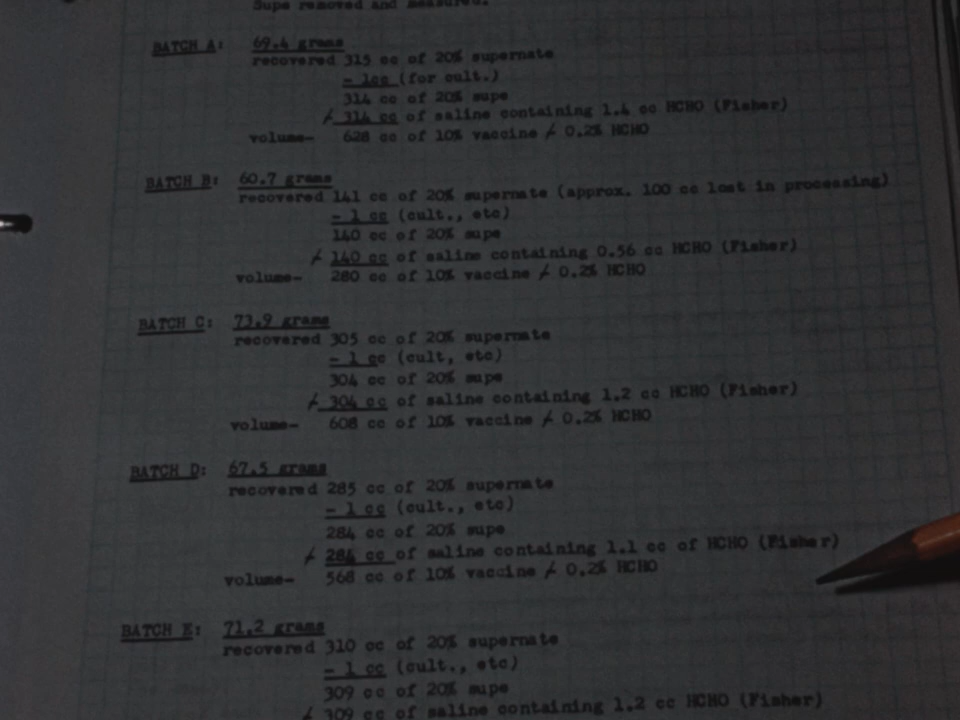 Supe removed and measured.
BATCH A: 69.4 grams
recovered 315 cc of 20% supernate
- 1cc (for cult.)
314 cc of 20% supe
/ 314 cc of saline containing 1.4 cc HCHO (Fisher)
volume- 628 cc of 10% vaccine / 0.2% HCHO
BATCH B: 60.7 grams
recovered 141 cc of 20% supernate (approx. 100 cc lost in processing)
- 1 cc (cult., etc)
140 cc of 20% supe
/ 140 cc of saline containing 0.56 cc HCHO (Fisher)
volume- 280 cc of 10% vaccine / 0.2% HCHO
BATCH C: 73.9 grams
recovered 305 cc of 20% supernate
- 1 cc (cult, etc)
304 cc of 20% supe
/ 304 cc of saline containing 1.2 cc HCHO (Fisher)
volume- 608 cc of 10% vaccine / 0.2% HCHO
BATCH D: 67.5 grams
recovered 285 cc of 20% supernate
- 1 cc (cult., etc)
284 cc of 20% supe
/ 284 cc of saline containing 1.1 cc of HCHO (Fisher)
volume- 568 cc of 10% vaccine / 0.2% HCHO
BATCH E: 71.2 grams
recovered 310 cc of 20% supernate
- 1 cc (cult., etc)
309 cc of 20% supe
/ 309 cc of saline containing 1.2 cc HCHO (Fisher)